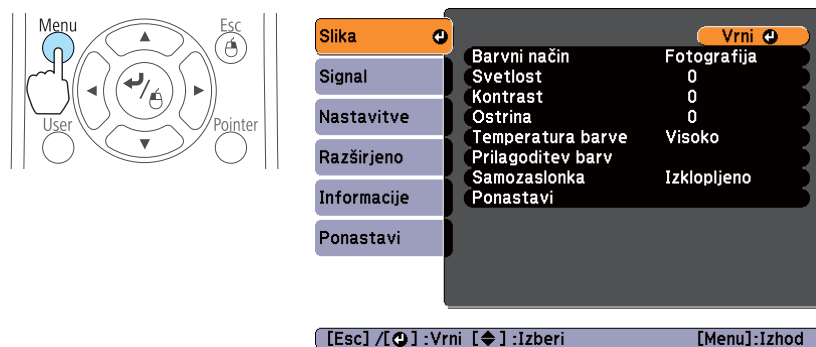 Menu
Esc
User
Pointer
Slika
Signal
Nastavitve
Razširjeno
Informacije
Ponastavi
Vrni
Barvni način Fotografija
Svetlost 0
Kontrast 0
Ostrina 0
Temperatura barve Visoko
Prilagoditev barv
Samozaslonka Izklopljeno
Ponastavi
[Esc] /[ ] :Vrni [ ] :Izberi [Menu]:Izhod